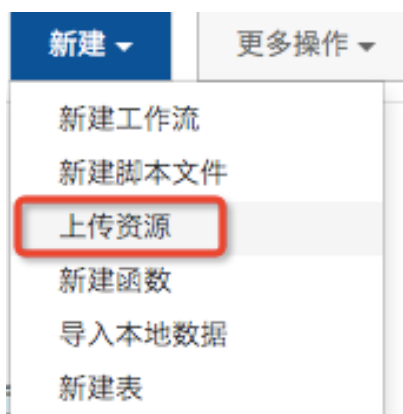 新建 更多操作
新建工作流
新建脚本文件
上传资源
新建函数
导入本地数据
新建表